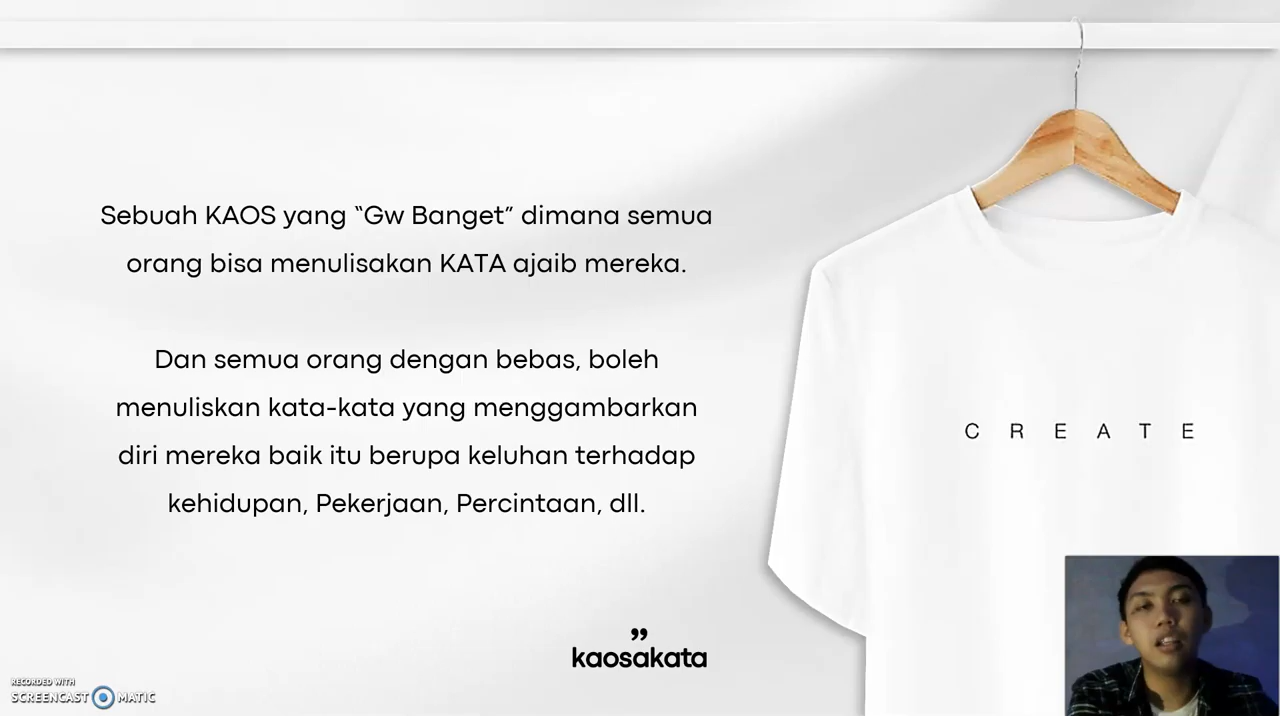 Sebuah KAOS yang “Gw Banget” dimana semua
orang bisa menulisakan KATA ajaib mereka.
Dan semua orang dengan bebas, boleh
menuliskan kata-kata yang menggambarkan
diri mereka baik itu berupa keluhan terhadap
kehidupan, Pekerjaan, Percintaan, dll.
C R E A T E
”
kaosakata
RECORDED WITH
SCREENCAST MATIC